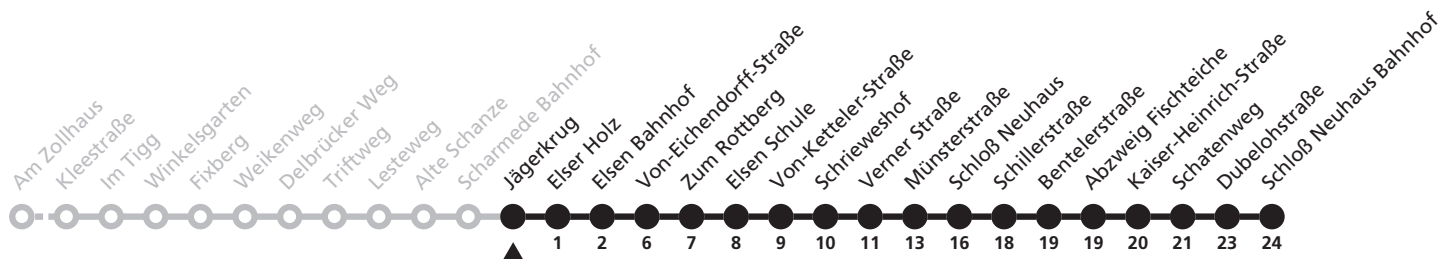 Am Zollhaus
Kleestraße
Im Tigg
Winkelsgarten
Fixberg
Weikenweg
Delbrücker Weg
Triftweg
Lesteweg
Alte Schanze
Scharmede Bahnhof
Jägerkrug
Elser Holz
Elsen Bahnhof
Von-Eichendorff-Straße
Zum Rottberg
Elsen Schule
Von-Ketteler-Straße
Schrieweshof
Verner Straße
Münsterstraße
Schloß Neuhaus
Schillerstraße
Bentelerstraße
Abzweig Fischteiche
Kaiser-Heinrich-Straße
Schatenweg
Dubelohstraße
Schloß Neuhaus Bahnhof
1 2 6 7 8 9 10 11 13 16 18 19 19 20 21 23 24